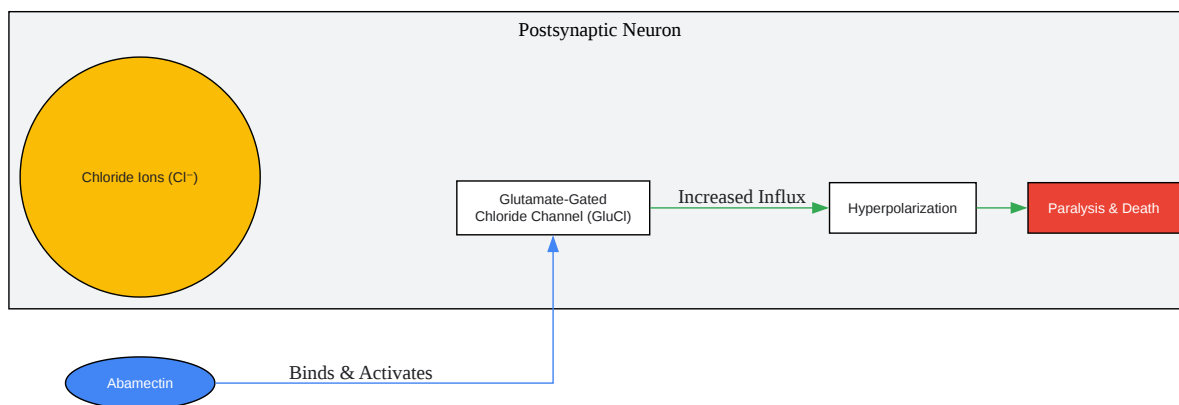 Postsynaptic Neuron
Chloride Ions (Cl⁻)
Glutamate-Gated
Chloride Channel (GluCl)
Increased Influx
Hyperpolarization
Paralysis & Death
Abamectin
Binds & Activates